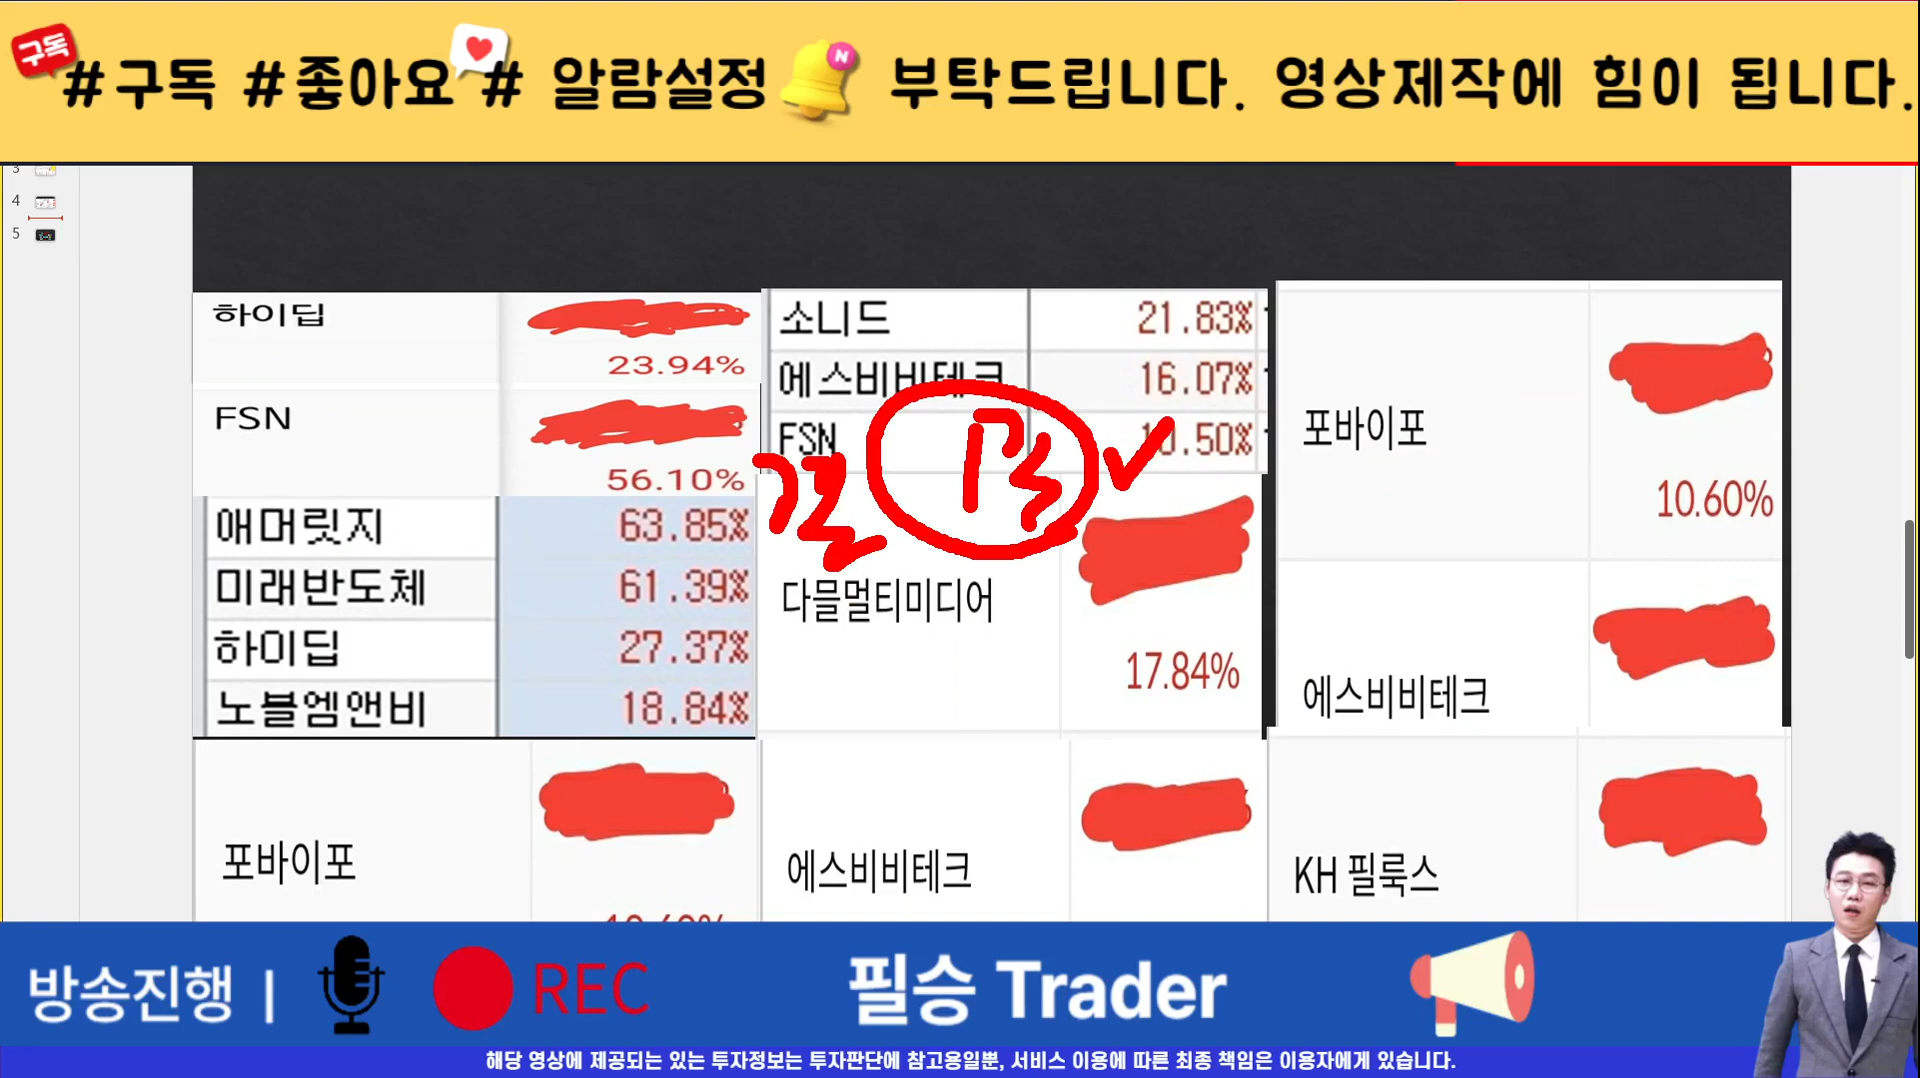 구독
#구독 #좋아요 # 알람설정 N 부탁드립니다. 영상제작에 힘이 됩니다.
3
4
5
하이딥
23.94%
FSN
56.10%
애머릿지 63.85%
미래반도체 61.39%
하이딥 27.37%
노블엠앤비 18.84%
소니드 21.83%
에스비비테크 16.07%
FSN
다믈멀티미디어
17.84%
포바이포
10.60%
에스비비테크
포바이포
에스비비테크
KH 필룩스
방송진행 | REC 필승 Trader
해당 영상에 제공되는 있는 투자정보는 투자판단에 참고용일뿐, 서비스 이용에 따른 최종 책임은 이용자에게 있습니다.